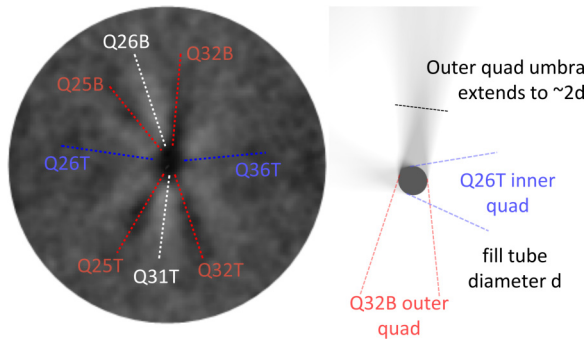 Q26B
Q32B
Q25B
Q26T
Q36T
Q25T
Q32T
Q31T
Outer quad umbra
extends to ~2d
Q26T inner
quad
fill tube
diameter d
Q32B outer
quad